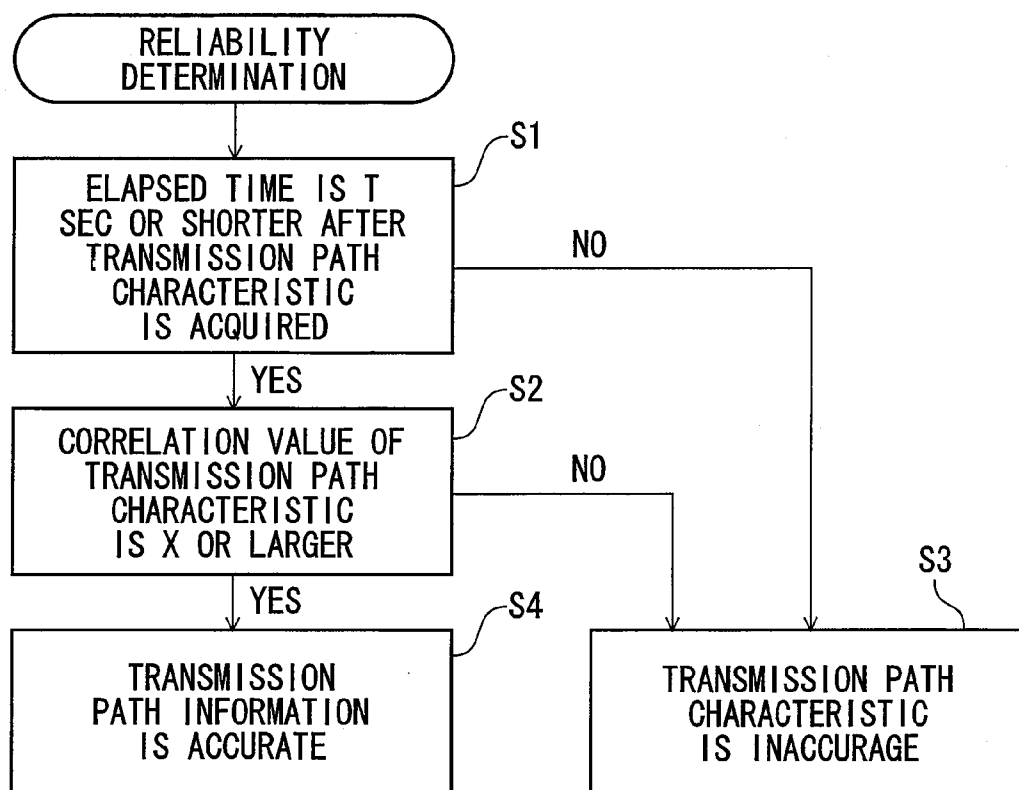 RELIABILITY
DETERMINATION
S1
ELAPSED TIME IS T
SEC OR SHORTER AFTER
TRANSMISSION PATH
CHARACTERISTIC
IS ACQUIRED
NO
YES
S2
CORRELATION VALUE OF
TRANSMISSION PATH
CHARACTERISTIC
IS X OR LARGER
NO
YES
S4
TRANSMISSION
PATH INFORMATION
IS ACCURATE
S3
TRANSMISSION PATH
CHARACTERISTIC
IS INACCURAGE